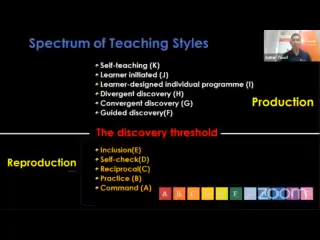 Spectrum of Teaching Styles
Self-teaching (K)
Learner initiated (J)
Learner-designed individual programme (I)
Divergent discovery (H)
Convergent discovery (G)
Guided discovery(F)
Production
The discovery threshold
Reproduction
Inclusion(E)
Self-check(D)
Reciprocal(C)
Practice (B)
Command (A)
A B C
F
zoom